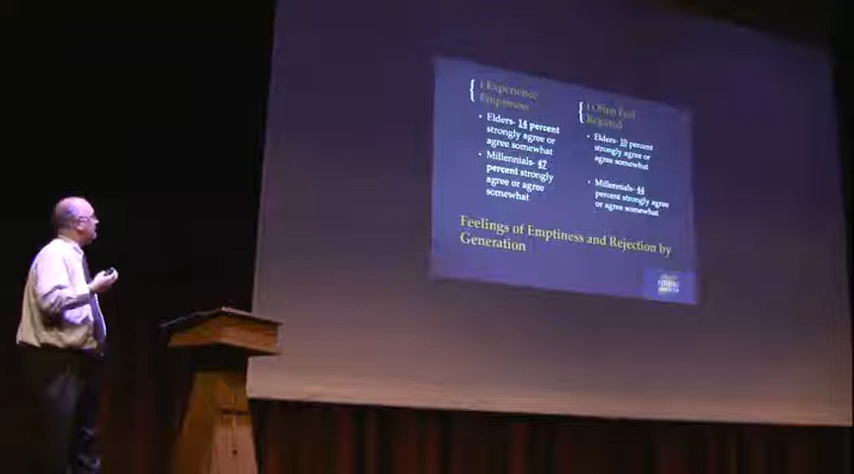 I Experience
Emptiness
• Elders- 14 percent
strongly agree or
agree somewhat
• Millennials- 42
percent strongly
agree or agree
somewhat
I Often Feel
Rejected
• Elders- 10 percent
strongly agree or
agree somewhat
• Millennials- 44
percent strongly agree
or agree somewhat
Feelings of Emptiness and Rejection by
Generation